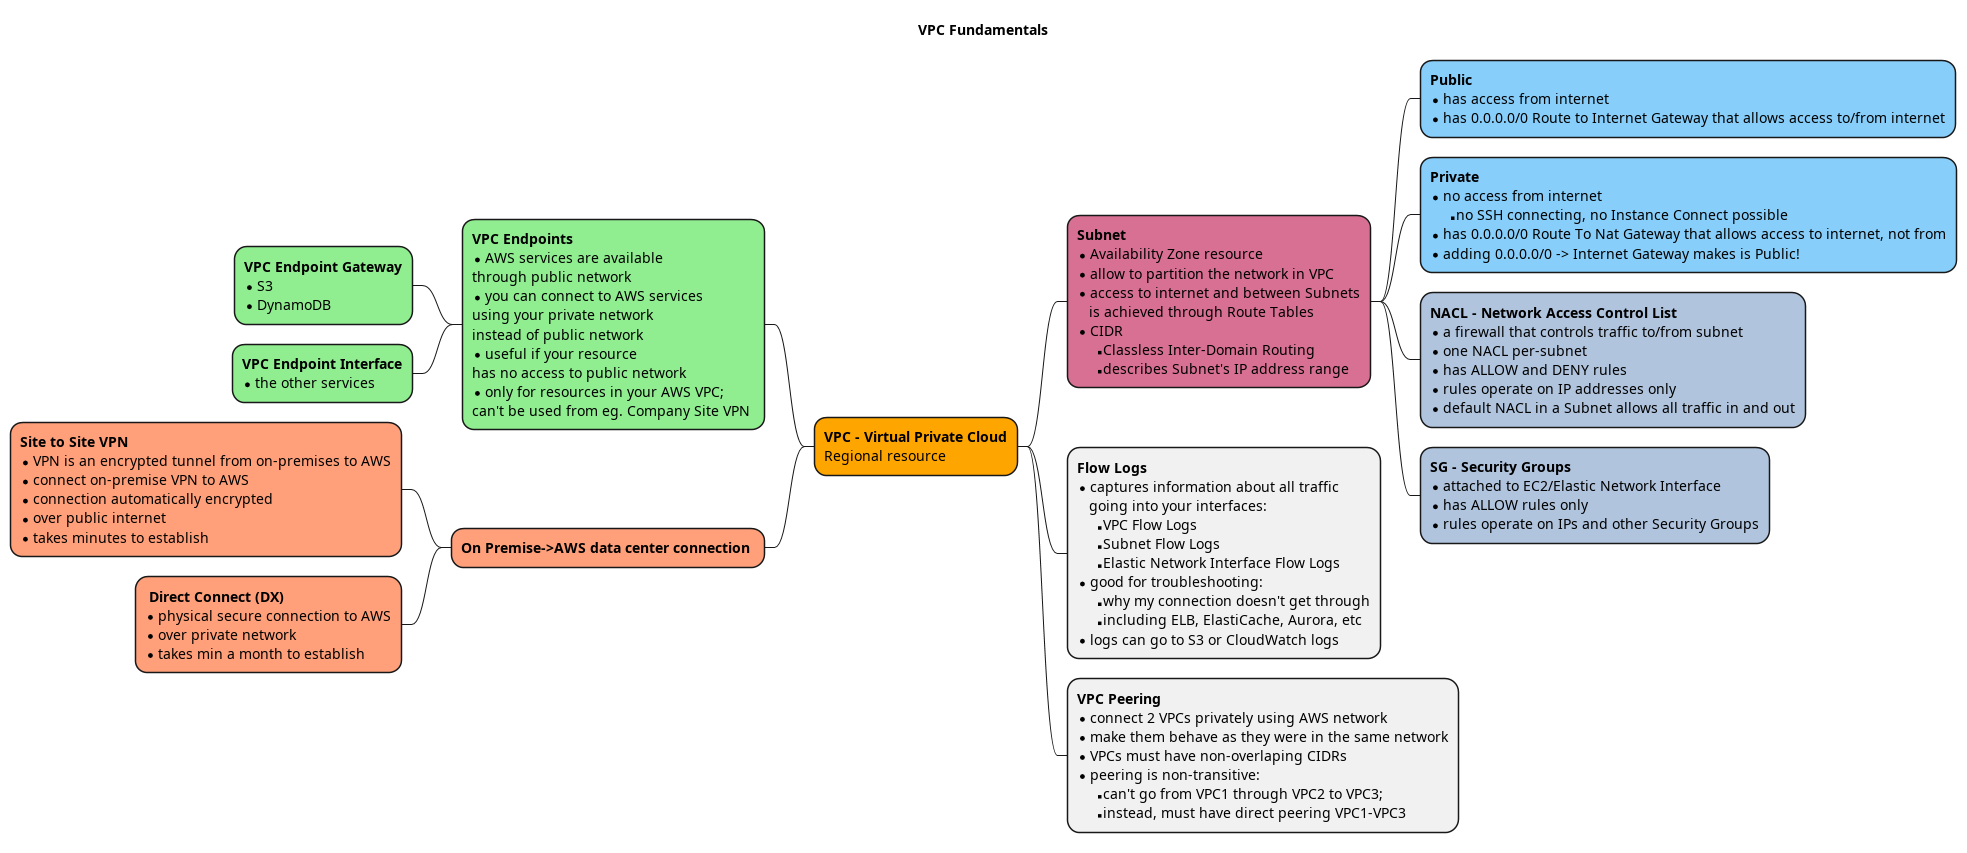 VPC Fundamentals
Public
• has access from internet
• has 0.0.0.0/0 Route to Internet Gateway that allows access to/from internet
Private
• no access from internet
▪no SSH connecting, no Instance Connect possible
• has 0.0.0.0/0 Route To Nat Gateway that allows access to internet, not from
• adding 0.0.0.0/0 -> Internet Gateway makes is Public!
NACL - Network Access Control List
• a firewall that controls traffic to/from subnet
• one NACL per-subnet
• has ALLOW and DENY rules
• rules operate on IP addresses only
• default NACL in a Subnet allows all traffic in and out
SG - Security Groups
• attached to EC2/Elastic Network Interface
• has ALLOW rules only
• rules operate on IPs and other Security Groups
Subnet
• Availability Zone resource
• allow to partition the network in VPC
• access to internet and between Subnets
is achieved through Route Tables
• CIDR
▪Classless Inter-Domain Routing
▪describes Subnet's IP address range
Flow Logs
• captures information about all traffic
going into your interfaces:
▪VPC Flow Logs
▪Subnet Flow Logs
▪Elastic Network Interface Flow Logs
• good for troubleshooting:
▪why my connection doesn't get through
▪including ELB, ElastiCache, Aurora, etc
• logs can go to S3 or CloudWatch logs
VPC Peering
• connect 2 VPCs privately using AWS network
• make them behave as they were in the same network
• VPCs must have non-overlaping CIDRs
• peering is non-transitive:
▪can't go from VPC1 through VPC2 to VPC3;
▪instead, must have direct peering VPC1-VPC3
VPC - Virtual Private Cloud
Regional resource
VPC Endpoints
• AWS services are available
through public network
• you can connect to AWS services
using your private network
instead of public network
• useful if your resource
has no access to public network
• only for resources in your AWS VPC;
can't be used from eg. Company Site VPN
VPC Endpoint Gateway
• S3
• DynamoDB
VPC Endpoint Interface
• the other services
On Premise->AWS data center connection
Site to Site VPN
• VPN is an encrypted tunnel from on-premises to AWS
• connect on-premise VPN to AWS
• connection automatically encrypted
• over public internet
• takes minutes to establish
Direct Connect (DX)
• physical secure connection to AWS
• over private network
• takes min a month to establish